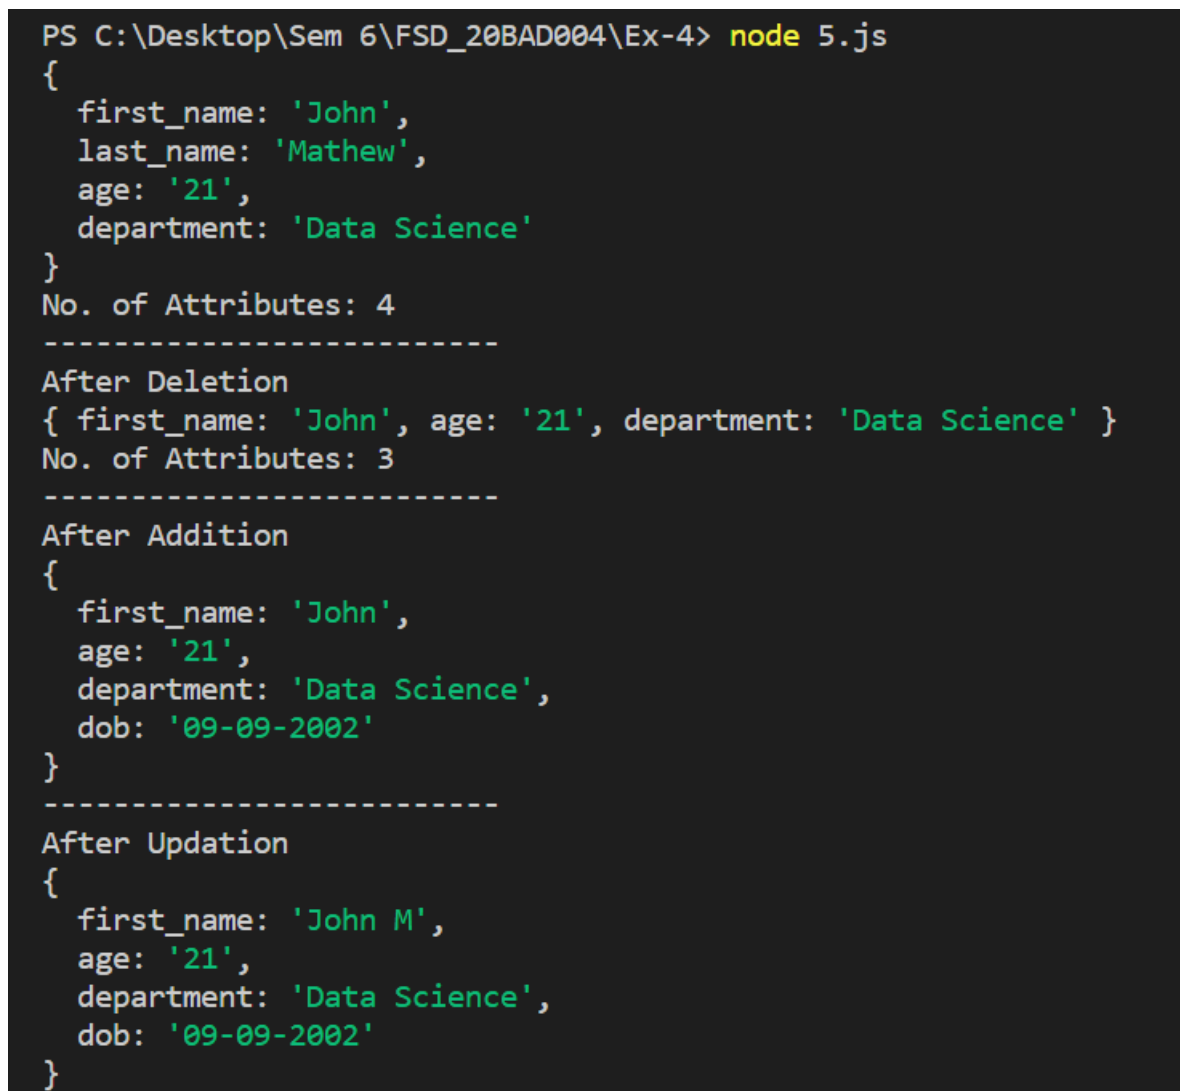 PS C:\Desktop\Sem 6\FSD_20BAD004\Ex-4> node 5.js
{
  first_name: 'John',
  last_name: 'Mathew',
  age: '21',
  department: 'Data Science'
}
No. of Attributes: 4
--------------------------
After Deletion
{ first_name: 'John', age: '21', department: 'Data Science' }
No. of Attributes: 3
--------------------------
After Addition
{
  first_name: 'John',
  age: '21',
  department: 'Data Science',
  dob: '09-09-2002'
}
--------------------------
After Updation
{
  first_name: 'John M',
  age: '21',
  department: 'Data Science',
  dob: '09-09-2002'
}